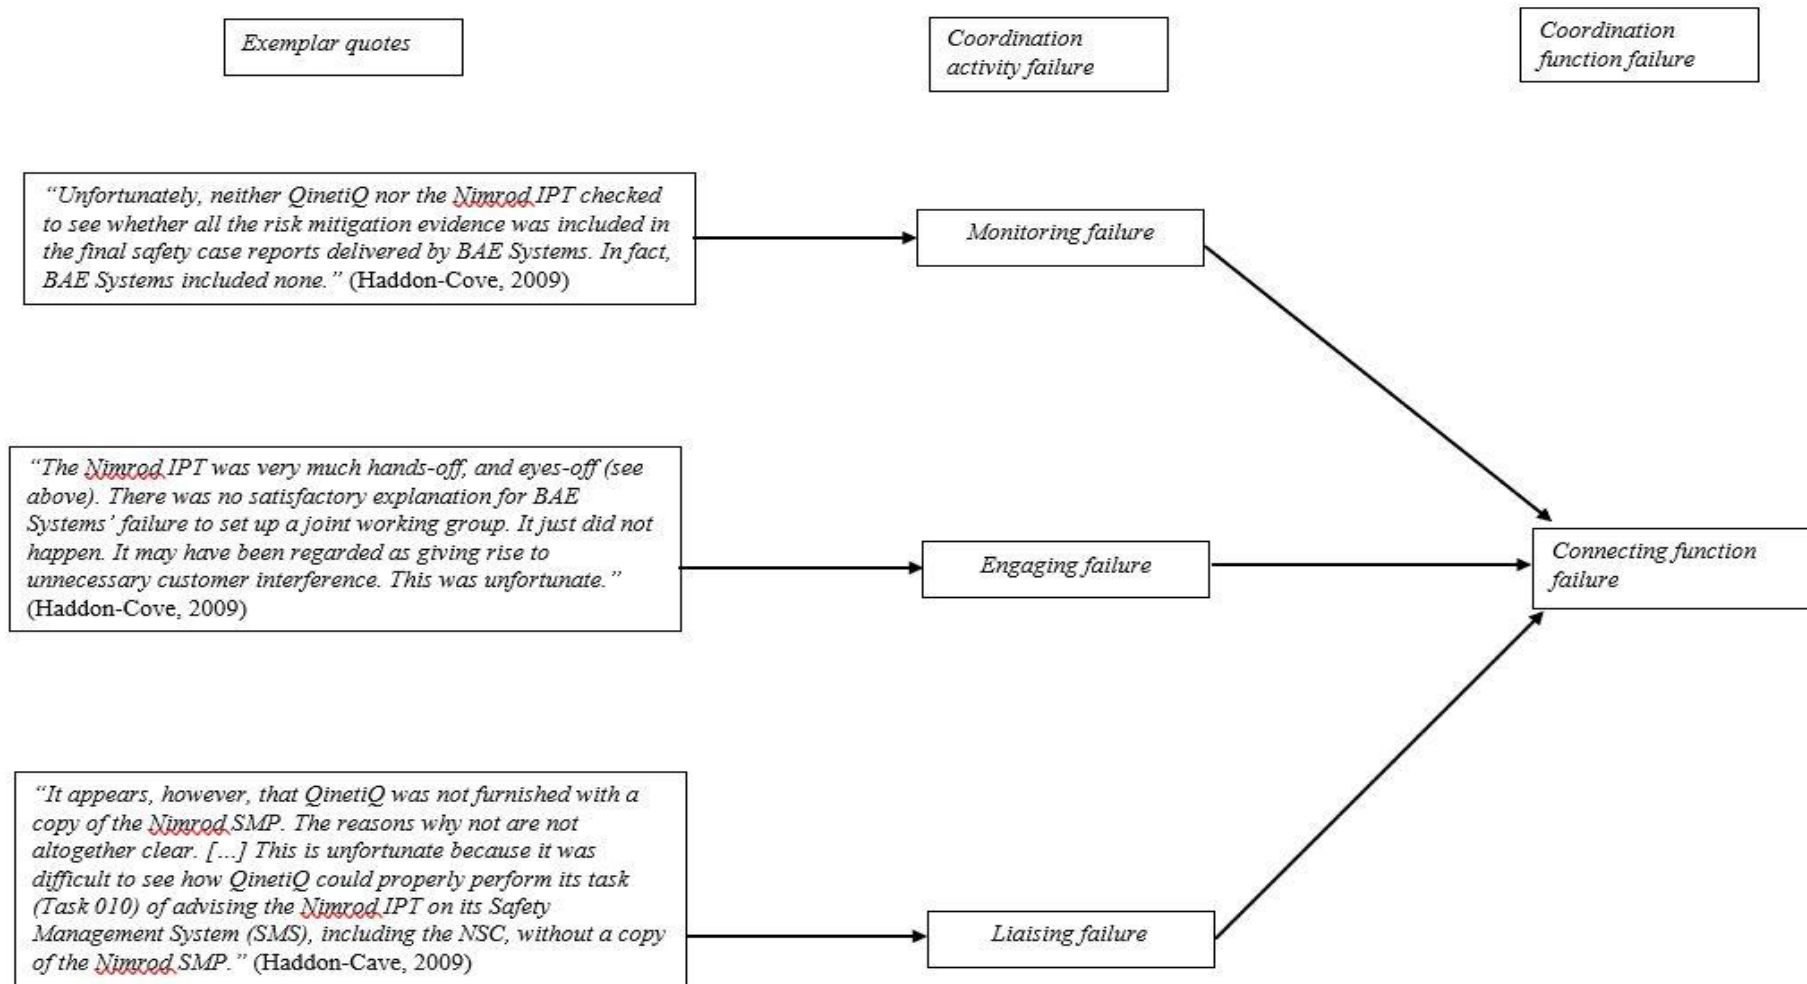 Exemplar quotes
Coordination
activity failure
Coordination
function failure
“Unfortunately, neither QinetiQ nor the Nimrod IPT checked
to see whether all the risk mitigation evidence was included in
the final safety case reports delivered by BAE Systems. In fact,
BAE Systems included none.” (Haddon-Cove, 2009)
Monitoring failure
“The Nimrod IPT was very much hands-off, and eyes-off (see
above). There was no satisfactory explanation for BAE
Systems’ failure to set up a joint working group. It just did not
happen. It may have been regarded as giving rise to
unnecessary customer interference. This was unfortunate.”
(Haddon-Cove, 2009)
Engaging failure
Connecting function
failure
“It appears, however, that QinetiQ was not furnished with a
copy of the Nimrod SMP. The reasons why not are not
altogether clear. […] This is unfortunate because it was
difficult to see how QinetiQ could properly perform its task
(Task 010) of advising the Nimrod IPT on its Safety
Management System (SMS), including the NSC, without a copy
of the Nimrod SMP.” (Haddon-Cave, 2009)
Liaising failure